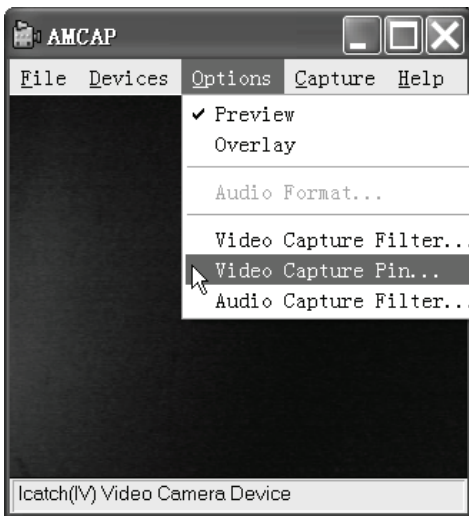 AMCAP
File Devices Options Capture Help
✓ Preview
Overlay
Audio Format...
Video Capture Filter...
Video Capture Pin...
Audio Capture Filter...
Icatch(IV) Video Camera Device